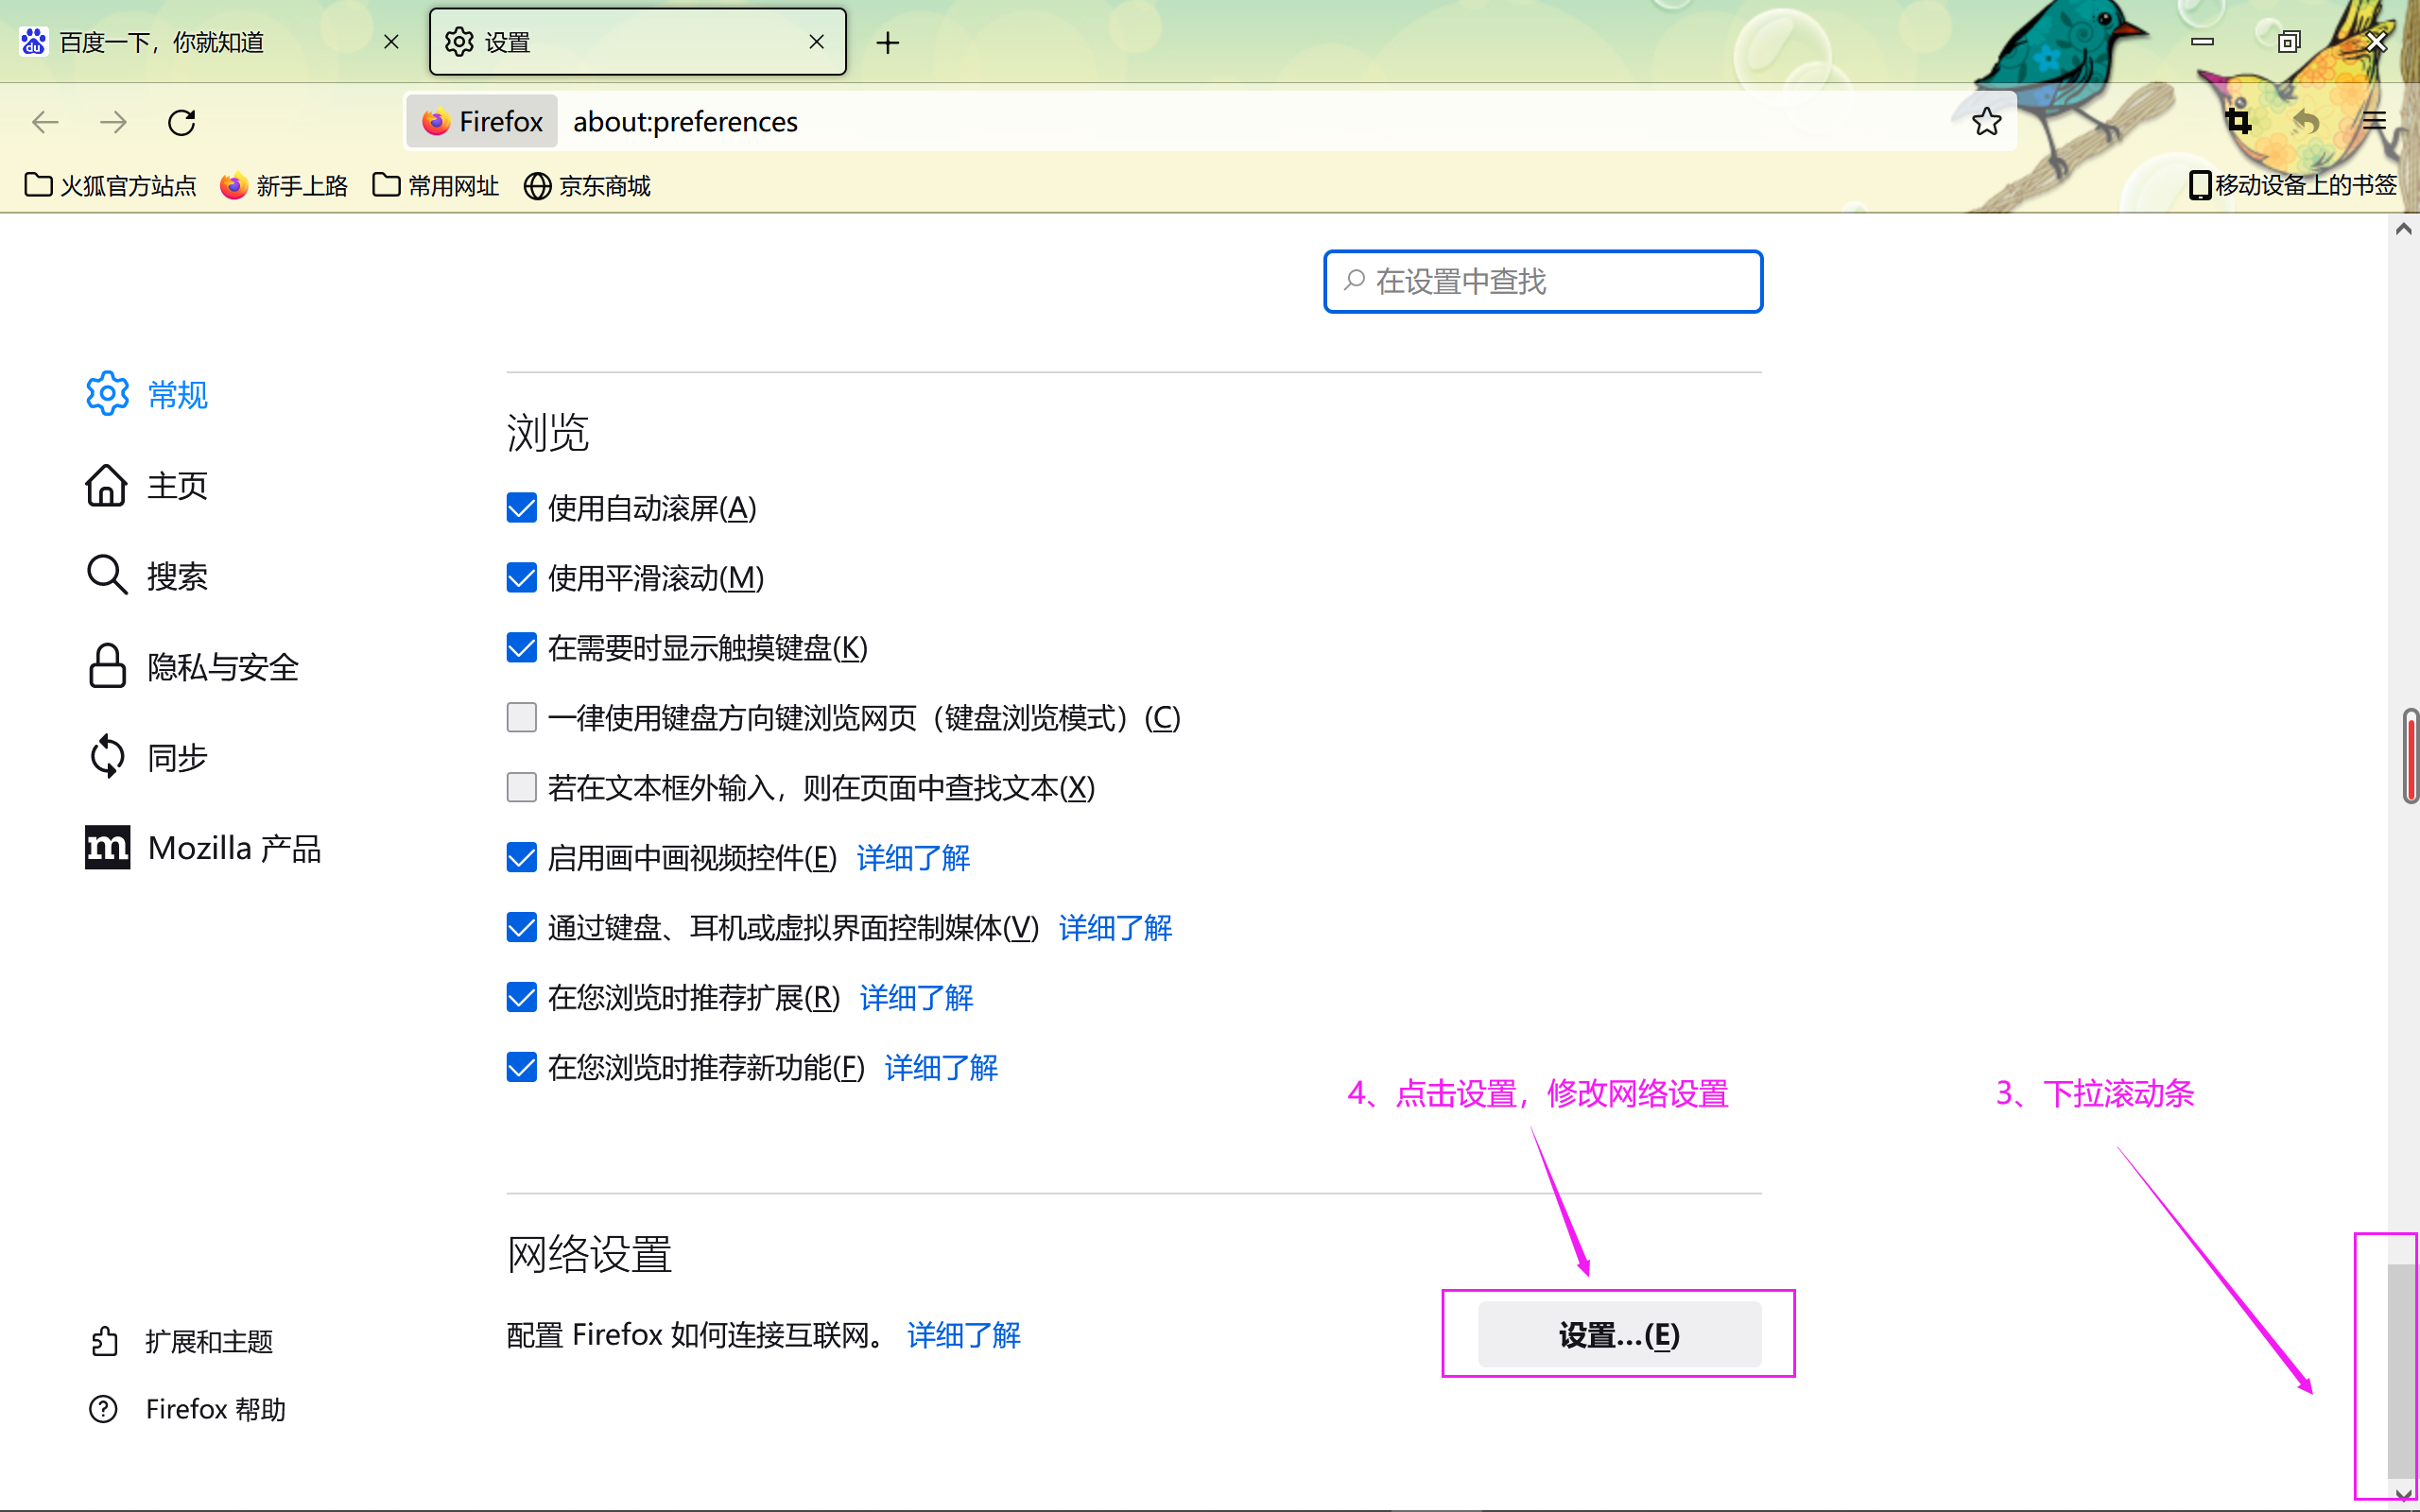 百度一下，你就知道
设置
Firefox
about:preferences
火狐官方站点
新手上路
常用网址
京东商城
移动设备上的书签
在设置中查找
常规
主页
搜索
隐私与安全
同步
Mozilla 产品
扩展和主题
Firefox 帮助
浏览
使用自动滚屏(A)
使用平滑滚动(M)
在需要时显示触摸键盘(K)
一律使用键盘方向键浏览网页（键盘浏览模式）(C)
若在文本框外输入，则在页面中查找文本(X)
启用画中画视频控件(E) 详细了解
通过键盘、耳机或虚拟界面控制媒体(V) 详细了解
在您浏览时推荐扩展(R) 详细了解
在您浏览时推荐新功能(F) 详细了解
4、点击设置，修改网络设置
3、下拉滚动条
网络设置
配置 Firefox 如何连接互联网。 详细了解
设置...(E)